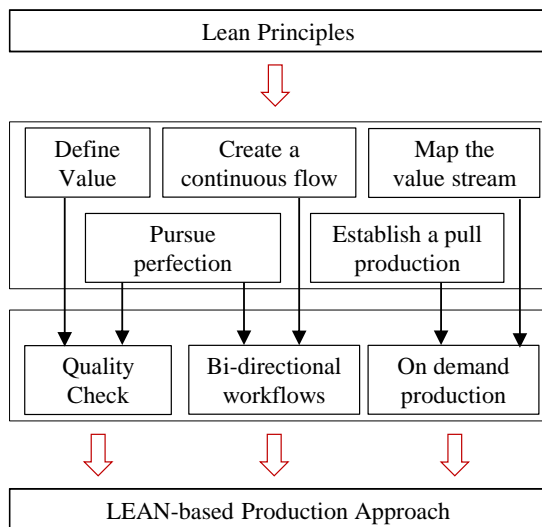 Lean Principles
Define
Value
Create a
continuous flow
Map the
value stream
Pursue
perfection
Establish a pull
production
Quality
Check
Bi-directional
workflows
On demand
production
LEAN-based Production Approach